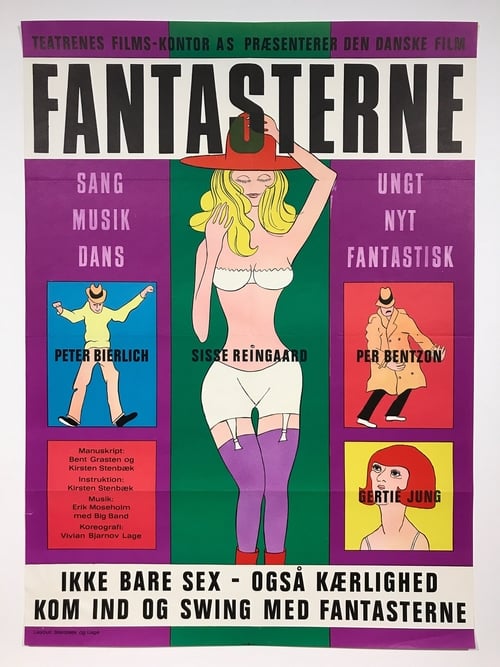 TEATRENES FILMS-KONTOR AS PRÆSENTERER DEN DANSKE FILM
FANTASTERNE
SANG
MUSIK
DANS
UNGT
NYT
FANTASTISK
PETER BIERLICH
SISSE REINGAARD
PER BENTZON
GERTIE JUNG
Manuskript:
Bent Grasten og
Kirsten Stenbæk
Instruktion:
Kirsten Stenbæk
Musik:
Erik Moseholm
med Big Band
Koreografi:
Vivian Bjarnov Lage
IKKE BARE SEX - OGSÅ KÆRLIGHED
KOM IND OG SWING MED FANTASTERNE
og Lage